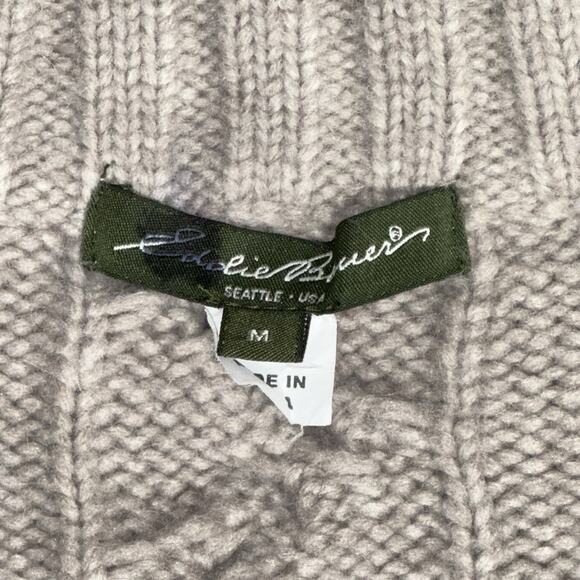 Eddie Bauer®
SEATTLE · USA
M
DE IN
A